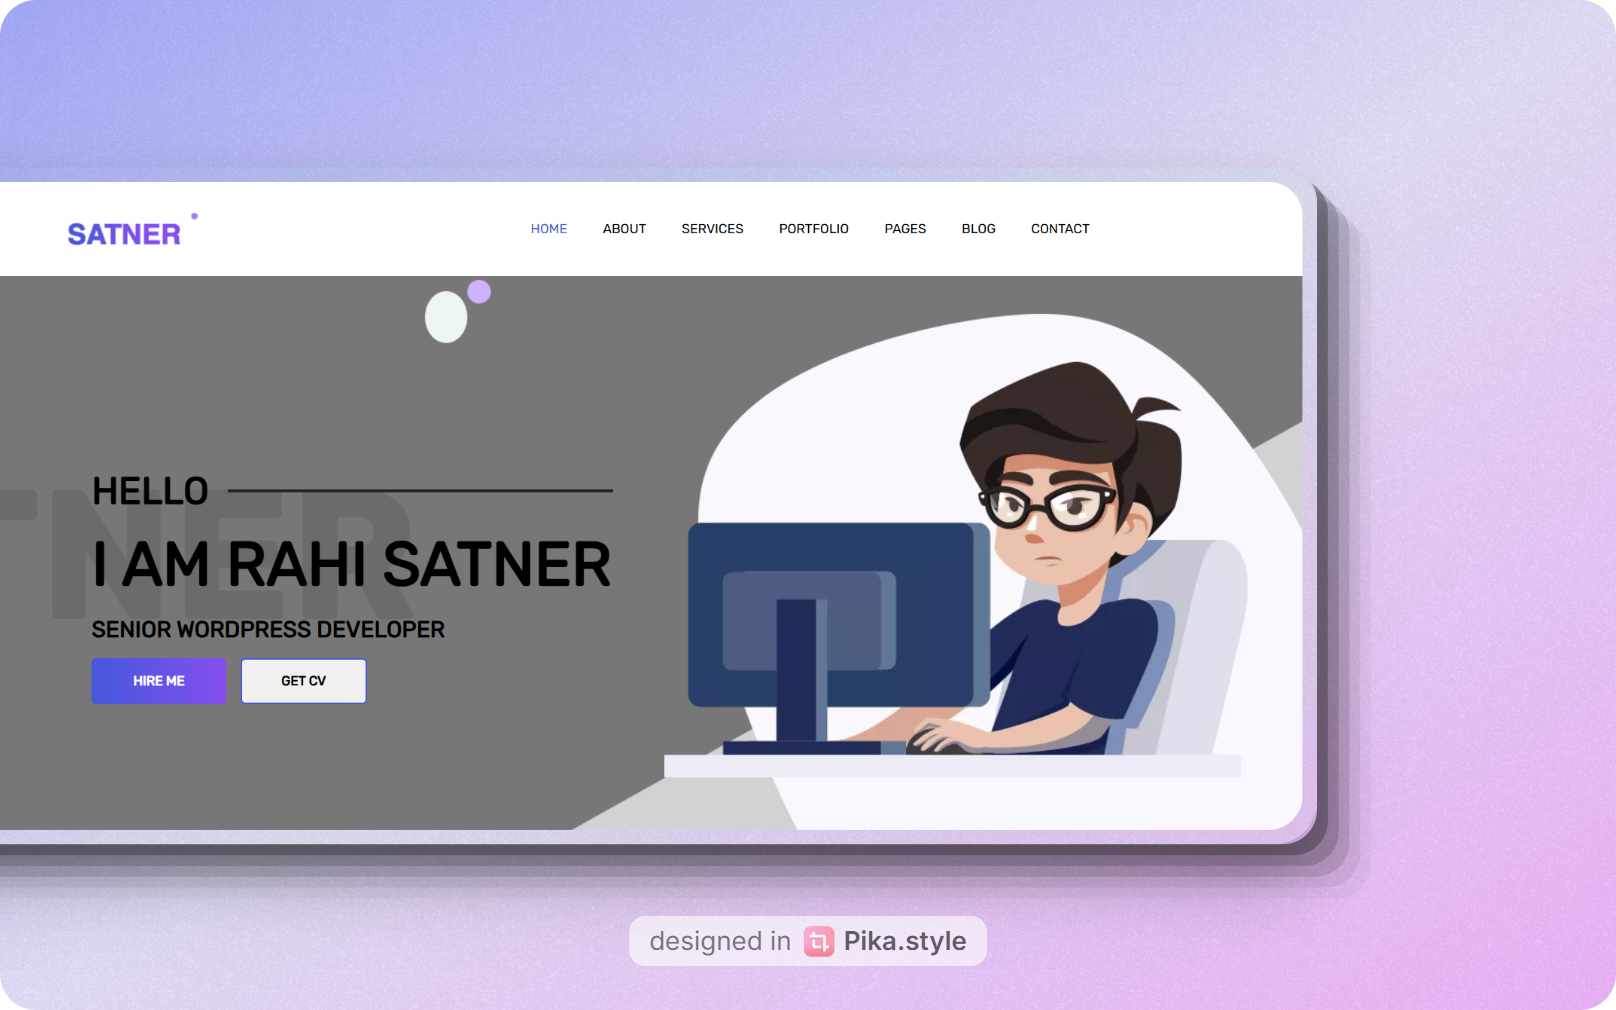 SATNER
HOME ABOUT SERVICES PORTFOLIO PAGES BLOG CONTACT
TNER
HELLO
I AM RAHI SATNER
SENIOR WORDPRESS DEVELOPER
HIRE ME GET CV
designed in Pika.style